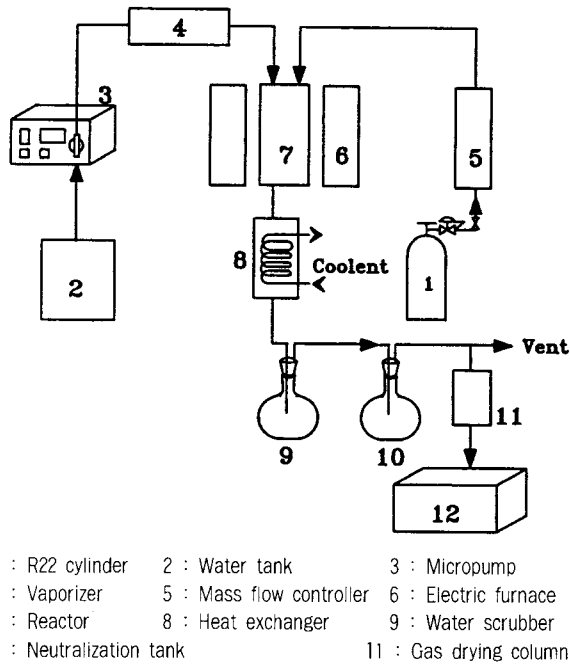 4
3
7
6
5
8
Coolent
2
1
Vent
9
10
11
12
: R22 cylinder 2 : Water tank 3 : Micropump
: Vaporizer 5 : Mass flow controller 6 : Electric furnace
: Reactor 8 : Heat exchanger 9 : Water scrubber
: Neutralization tank 11 : Gas drying column